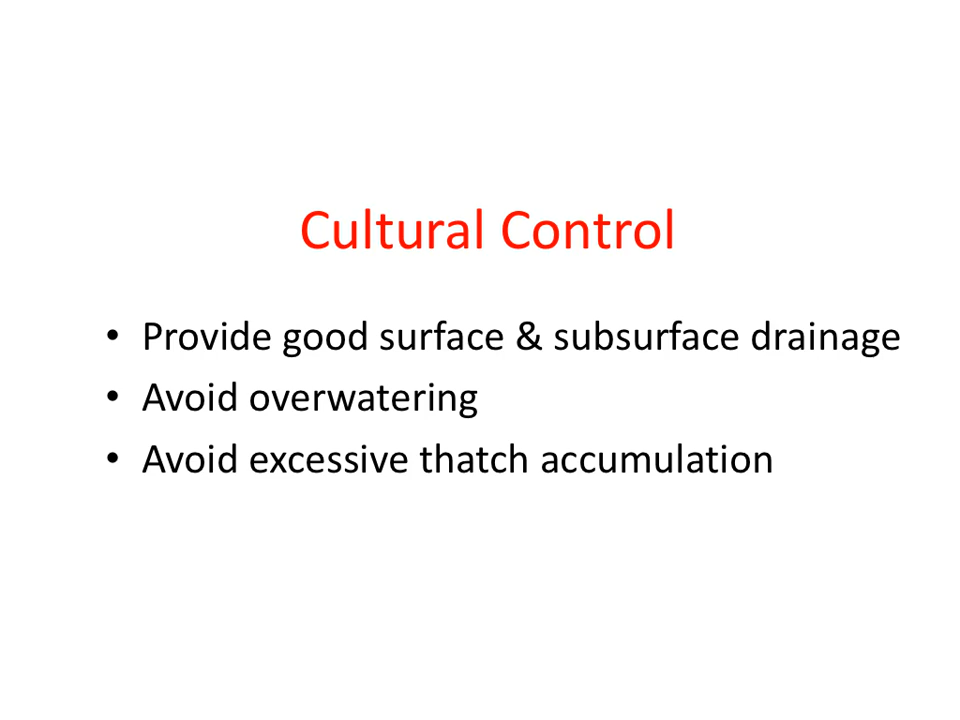 Cultural Control
• Provide good surface & subsurface drainage
• Avoid overwatering
• Avoid excessive thatch accumulation